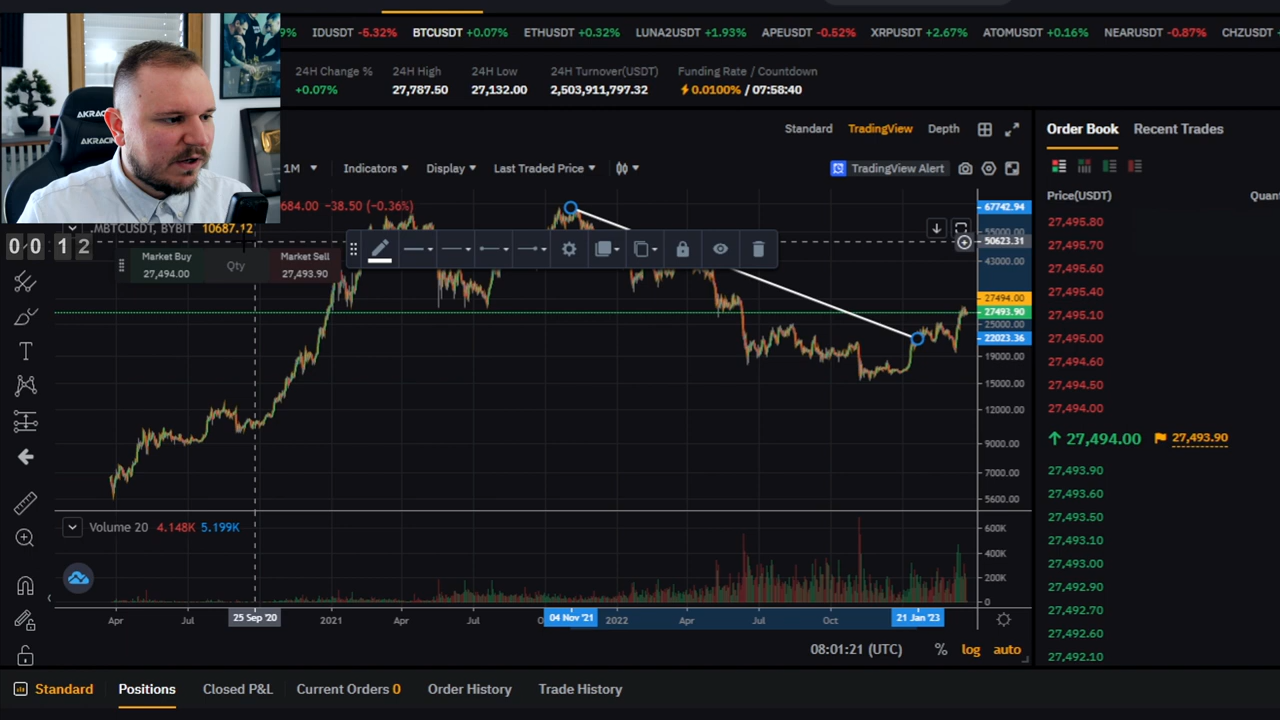 9% IDUSDT -5.32% BTCUSDT +0.07% ETHUSDT +0.32% LUNA2USDT +1.93% APEUSDT -0.52% XRPUSDT +2.67% ATOMUSDT +0.16% NEARUSDT -0.87% CHZUSDT
24H Change % 24H High 24H Low 24H Turnover(USDT) Funding Rate / Countdown
+0.07% 27,787.50 27,132.00 2,503,911,797.32 0.0100% / 07:58:40
AKRACING
AKRACING
Standard TradingView Depth
1M Indicators Display Last Traded Price TradingView Alert
684.00 -38.50 (-0.36%)
MBTCUSDT, BYBIT 10687.12
00 12
Market Buy
27,494.00
Qty
Market Sell
27,493.90
67742.94
55000.00
50623.31
43000.00
27494.00
27493.90
25000.00
22023.36
19000.00
15000.00
12000.00
9000.00
7000.00
5600.00
Volume 20 4.148K 5.199K
600K
400K
200K
0
Apr Jul 25 Sep '20 2021 Apr Jul 04 Nov '21 2022 Apr Jul Oct 21 Jan '23
08:01:21 (UTC) % log auto
Order Book Recent Trades
Price(USDT) Quan
27,495.80
27,495.70
27,495.60
27,495.40
27,495.10
27,495.00
27,494.60
27,494.50
27,494.00
27,494.00 27,493.90
27,493.90
27,493.60
27,493.50
27,493.10
27,493.00
27,492.90
27,492.70
27,492.60
27,492.10
Standard Positions Closed P&L Current Orders 0 Order History Trade History